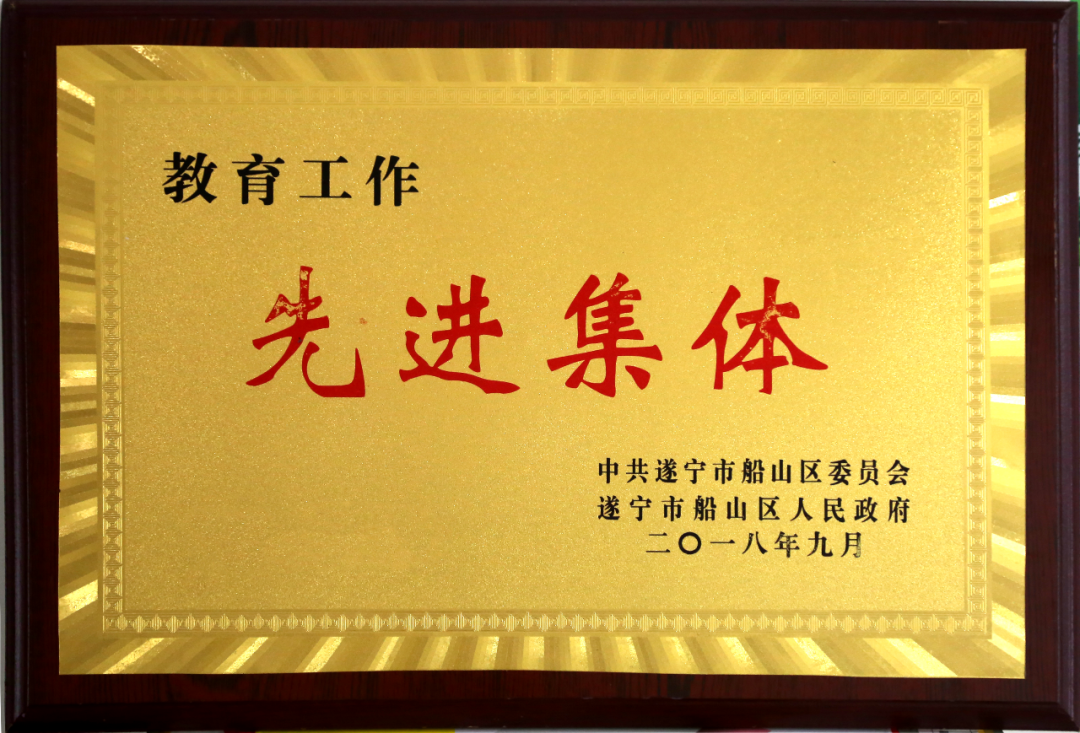 教育工作
先进集体
中共遂宁市船山区委员会
遂宁市船山区人民政府
二〇一八年九月